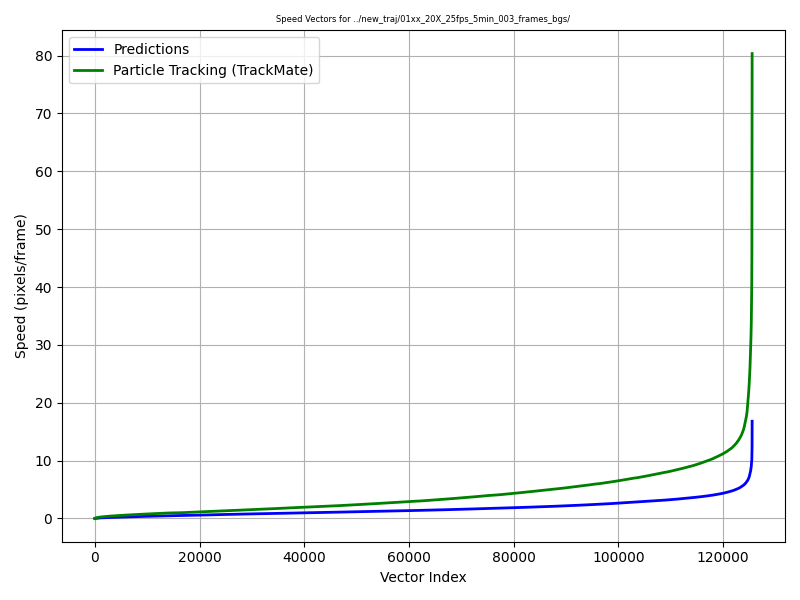 Speed Vectors for ../new_traj/01xx_20X_25fps_5min_003_frames_bgs/
Predictions
Particle Tracking (TrackMate)
80
70
60
50
40
30
20
10
0
Speed (pixels/frame)
0 20000 40000 60000 80000 100000 120000
Vector Index